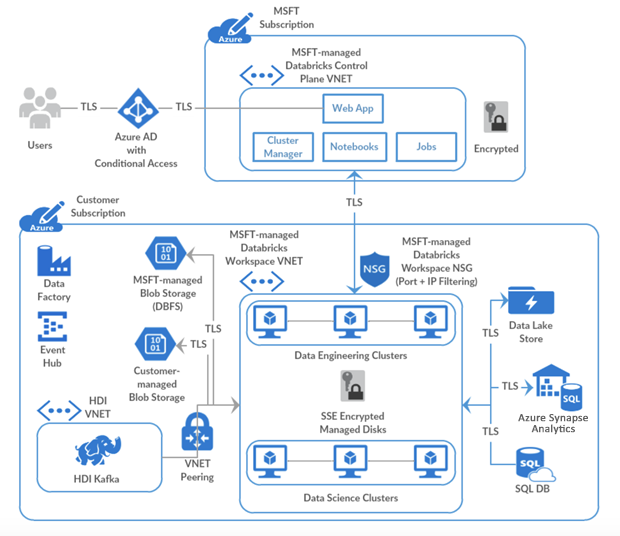 MSFT
Subscription
Azure
MSFT-managed
Databricks Control
Plane VNET
Web App
Cluster
Manager
Notebooks
Jobs
Encrypted
Users
TLS
Azure AD
with
Conditional Access
TLS
TLS
Customer
Subscription
Azure
Data
Factory
Event
Hub
10
01
MSFT-managed
Blob Storage
(DBFS)
TLS
10
01
TLS
Customer-
managed
Blob Storage
MSFT-managed
Databricks
Workspace VNET
NSG
MSFT-managed
Databricks
Workspace NSG
(Port + IP Filtering)
Data Engineering Clusters
SSE Encrypted
Managed Disks
Data Science Clusters
HDI
VNET
HDI Kafka
VNET
Peering
TLS
Data Lake
Store
TLS
SQL
Azure Synapse
Analytics
TLS
SQL
SQL DB